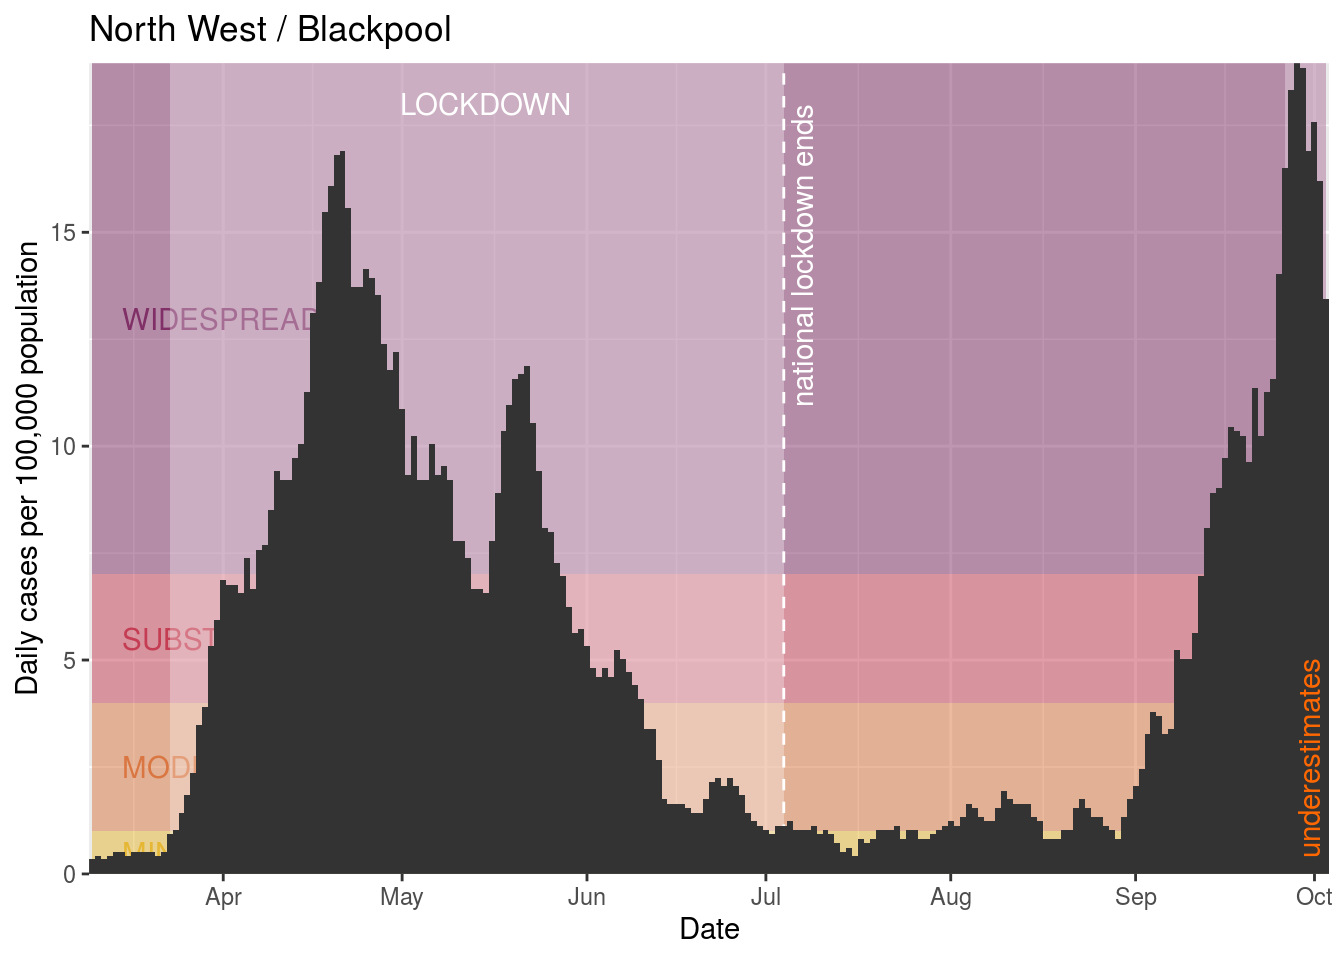 North West / Blackpool
LOCKDOWN
national lockdown ends
WIDESPREAD
SUBST
MOD
MIN
underestimates
Daily cases per 100,000 population
15
10
5
0
Apr
May
Jun
Jul
Aug
Sep
Oct
Date